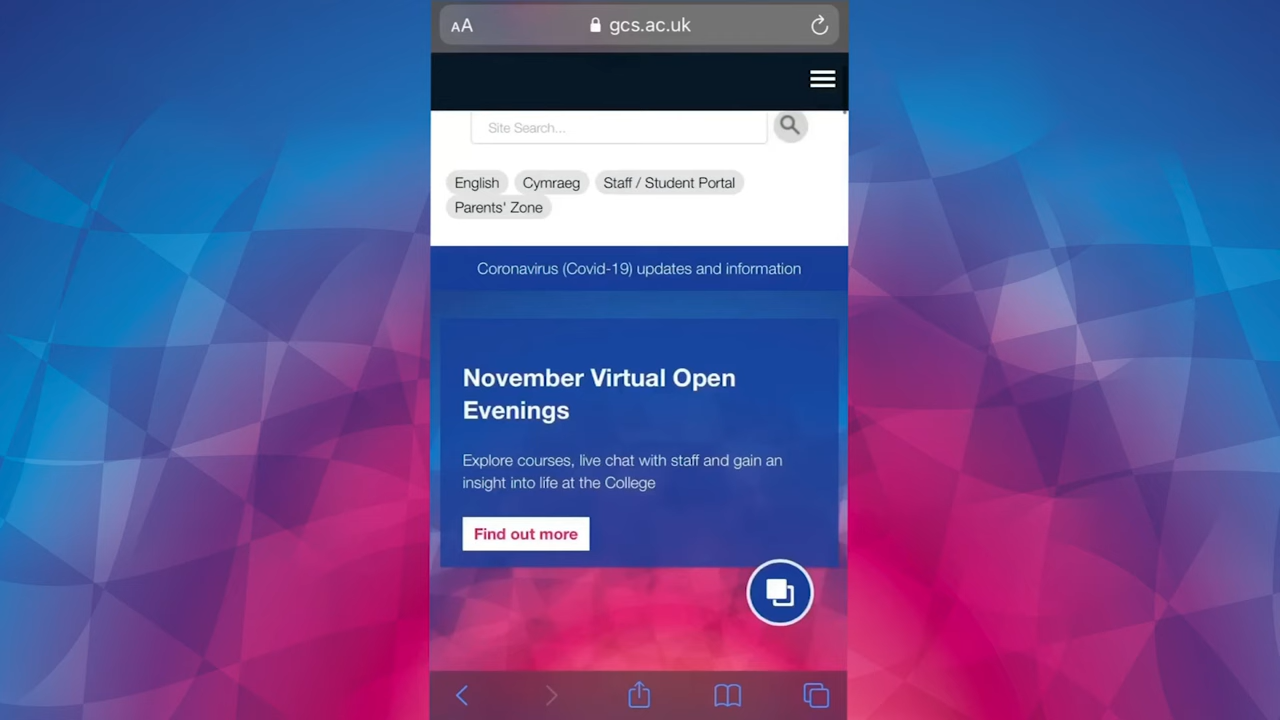 AA gcs.ac.uk
Site Search...
English Cymraeg Staff / Student Portal
Parents' Zone
Coronavirus (Covid-19) updates and information
November Virtual Open
Evenings
Explore courses, live chat with staff and gain an
insight into life at the College
Find out more